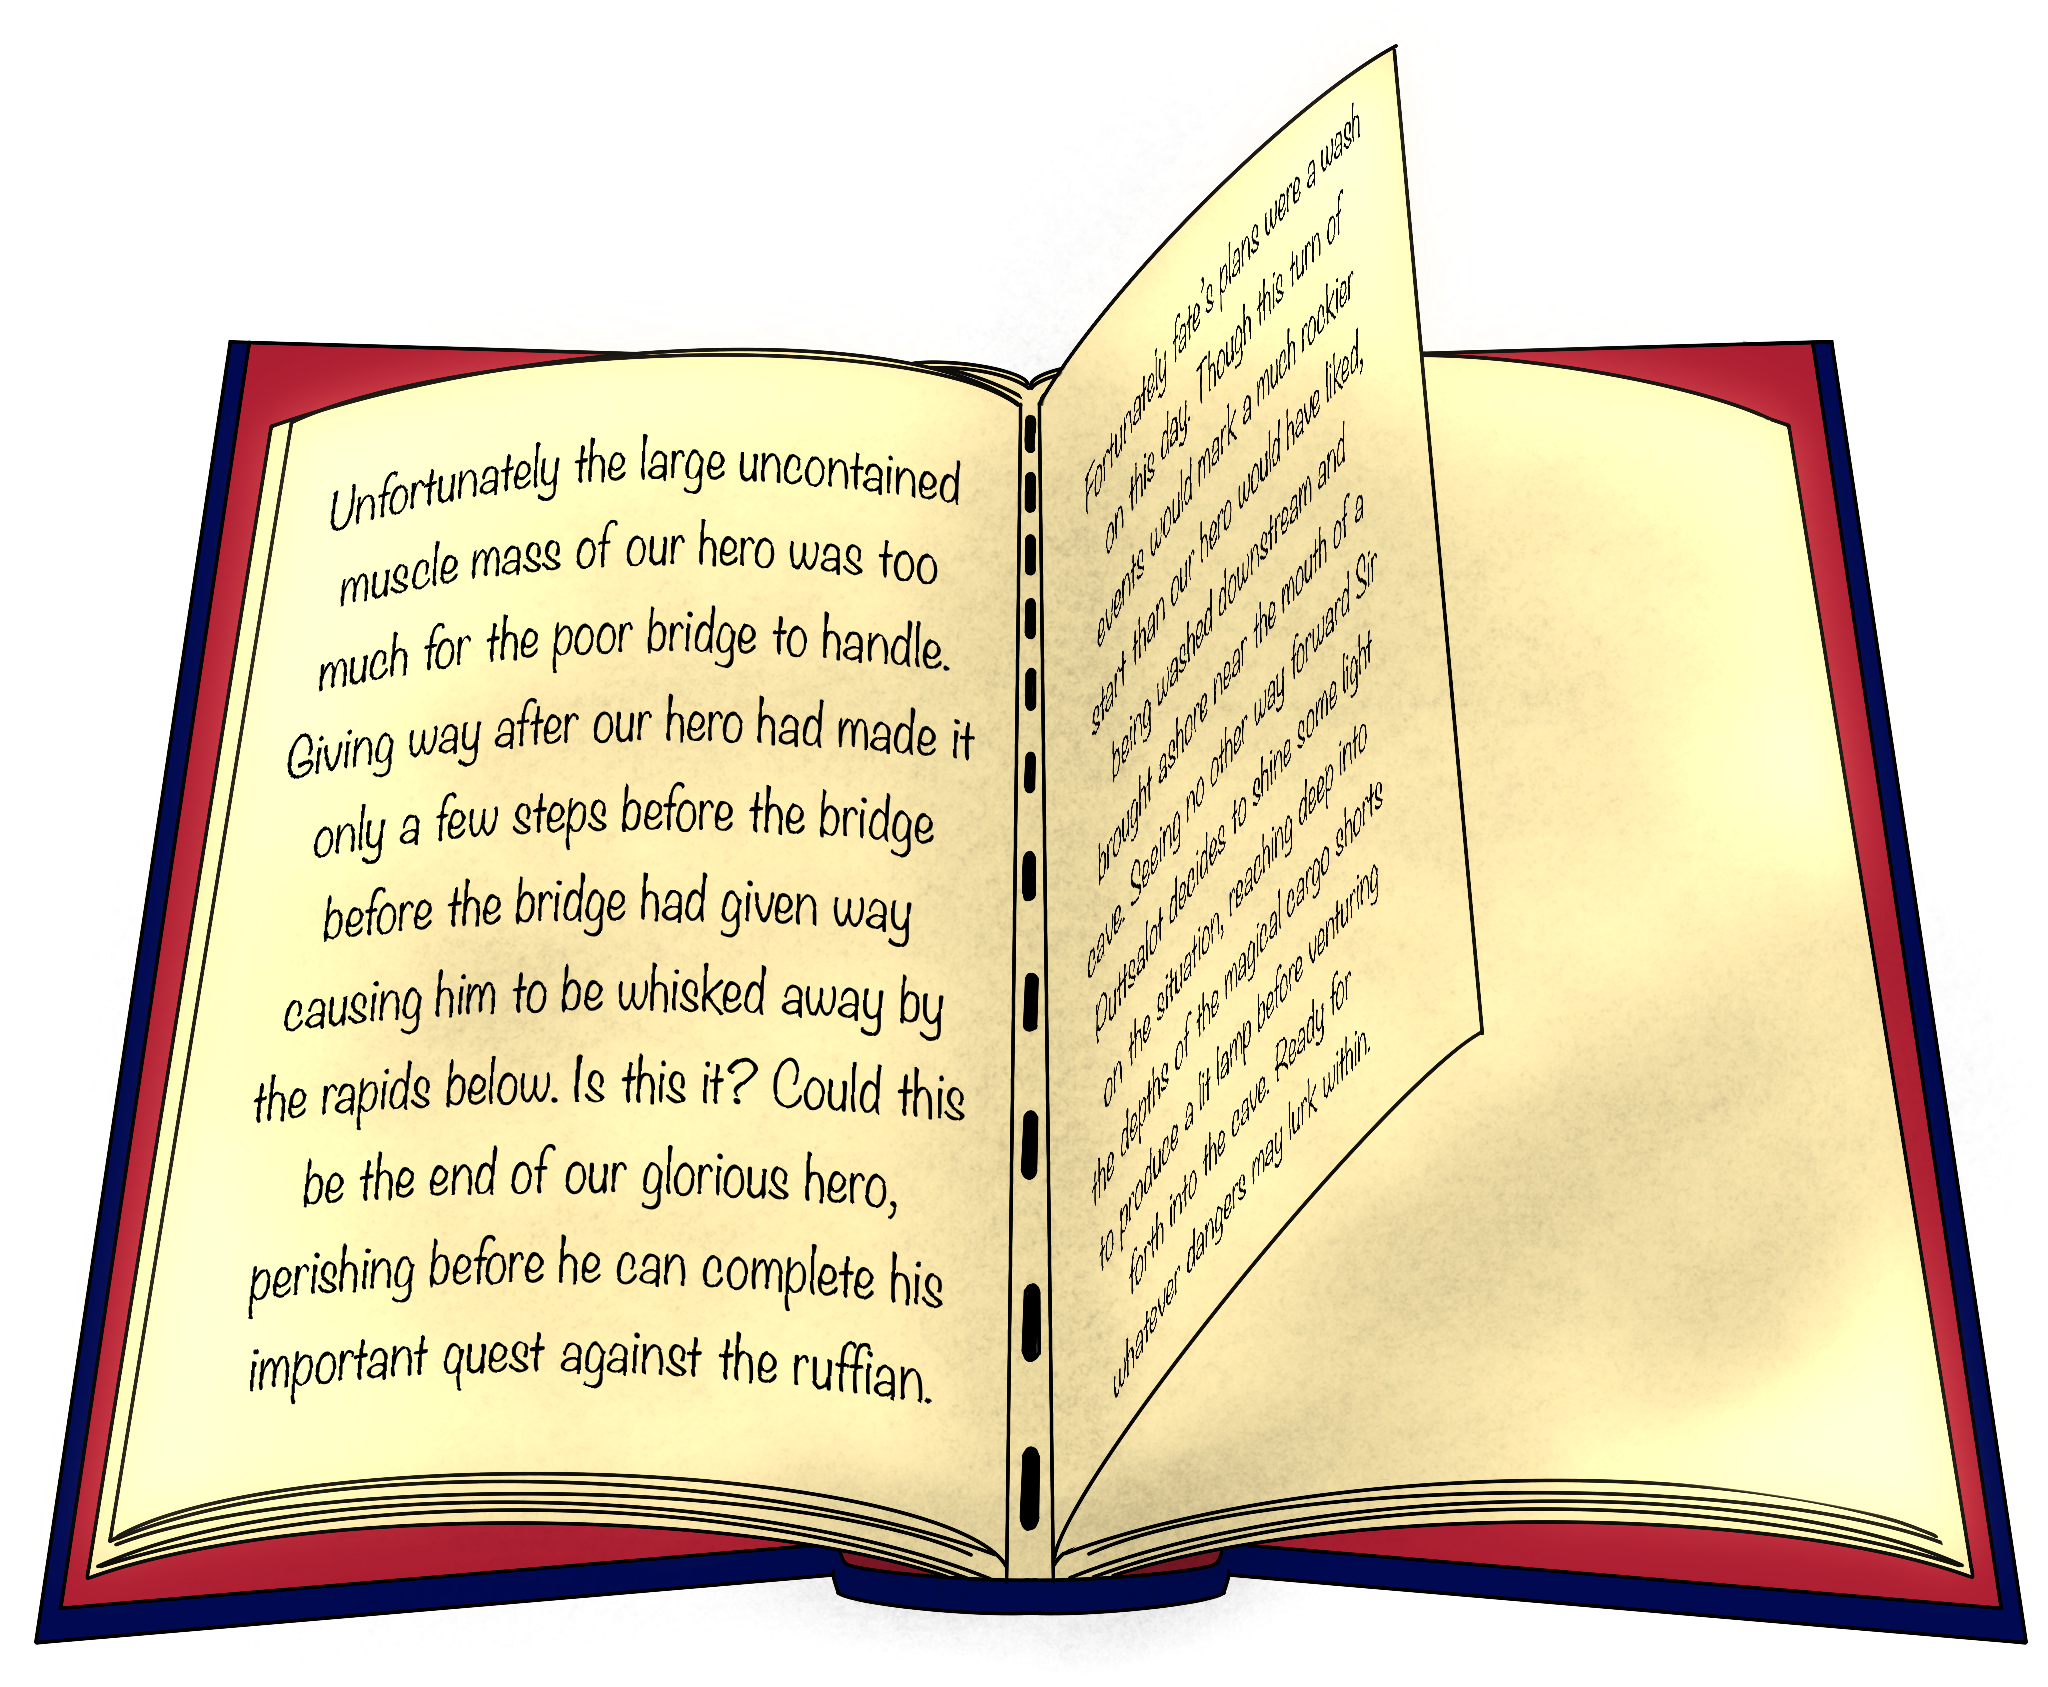 Unfortunately the large uncontained
muscle mass of our hero was too
much for the poor bridge to handle.
Giving way after our hero had made it
only a few steps before the bridge
before the bridge had given way
causing him to be whisked away by
the rapids below. Is this it? Could this
be the end of our glorious hero,
perishing before he can complete his
important quest against the ruffian.
Fortunately fate's plans were a wash
on this day. Though this turn of
events would mark a much rockier
start than our hero would have liked,
being washed downstream and
brought ashore near the mouth of a
cave. Seeing no other way forward Sir
Puttsalot decides to shine some light
on the situation, reaching deep into
the depths of the magical cargo shorts
to produce a lit lamp before venturing
forth into the cave. Ready for
whatever dangers may lurk within.